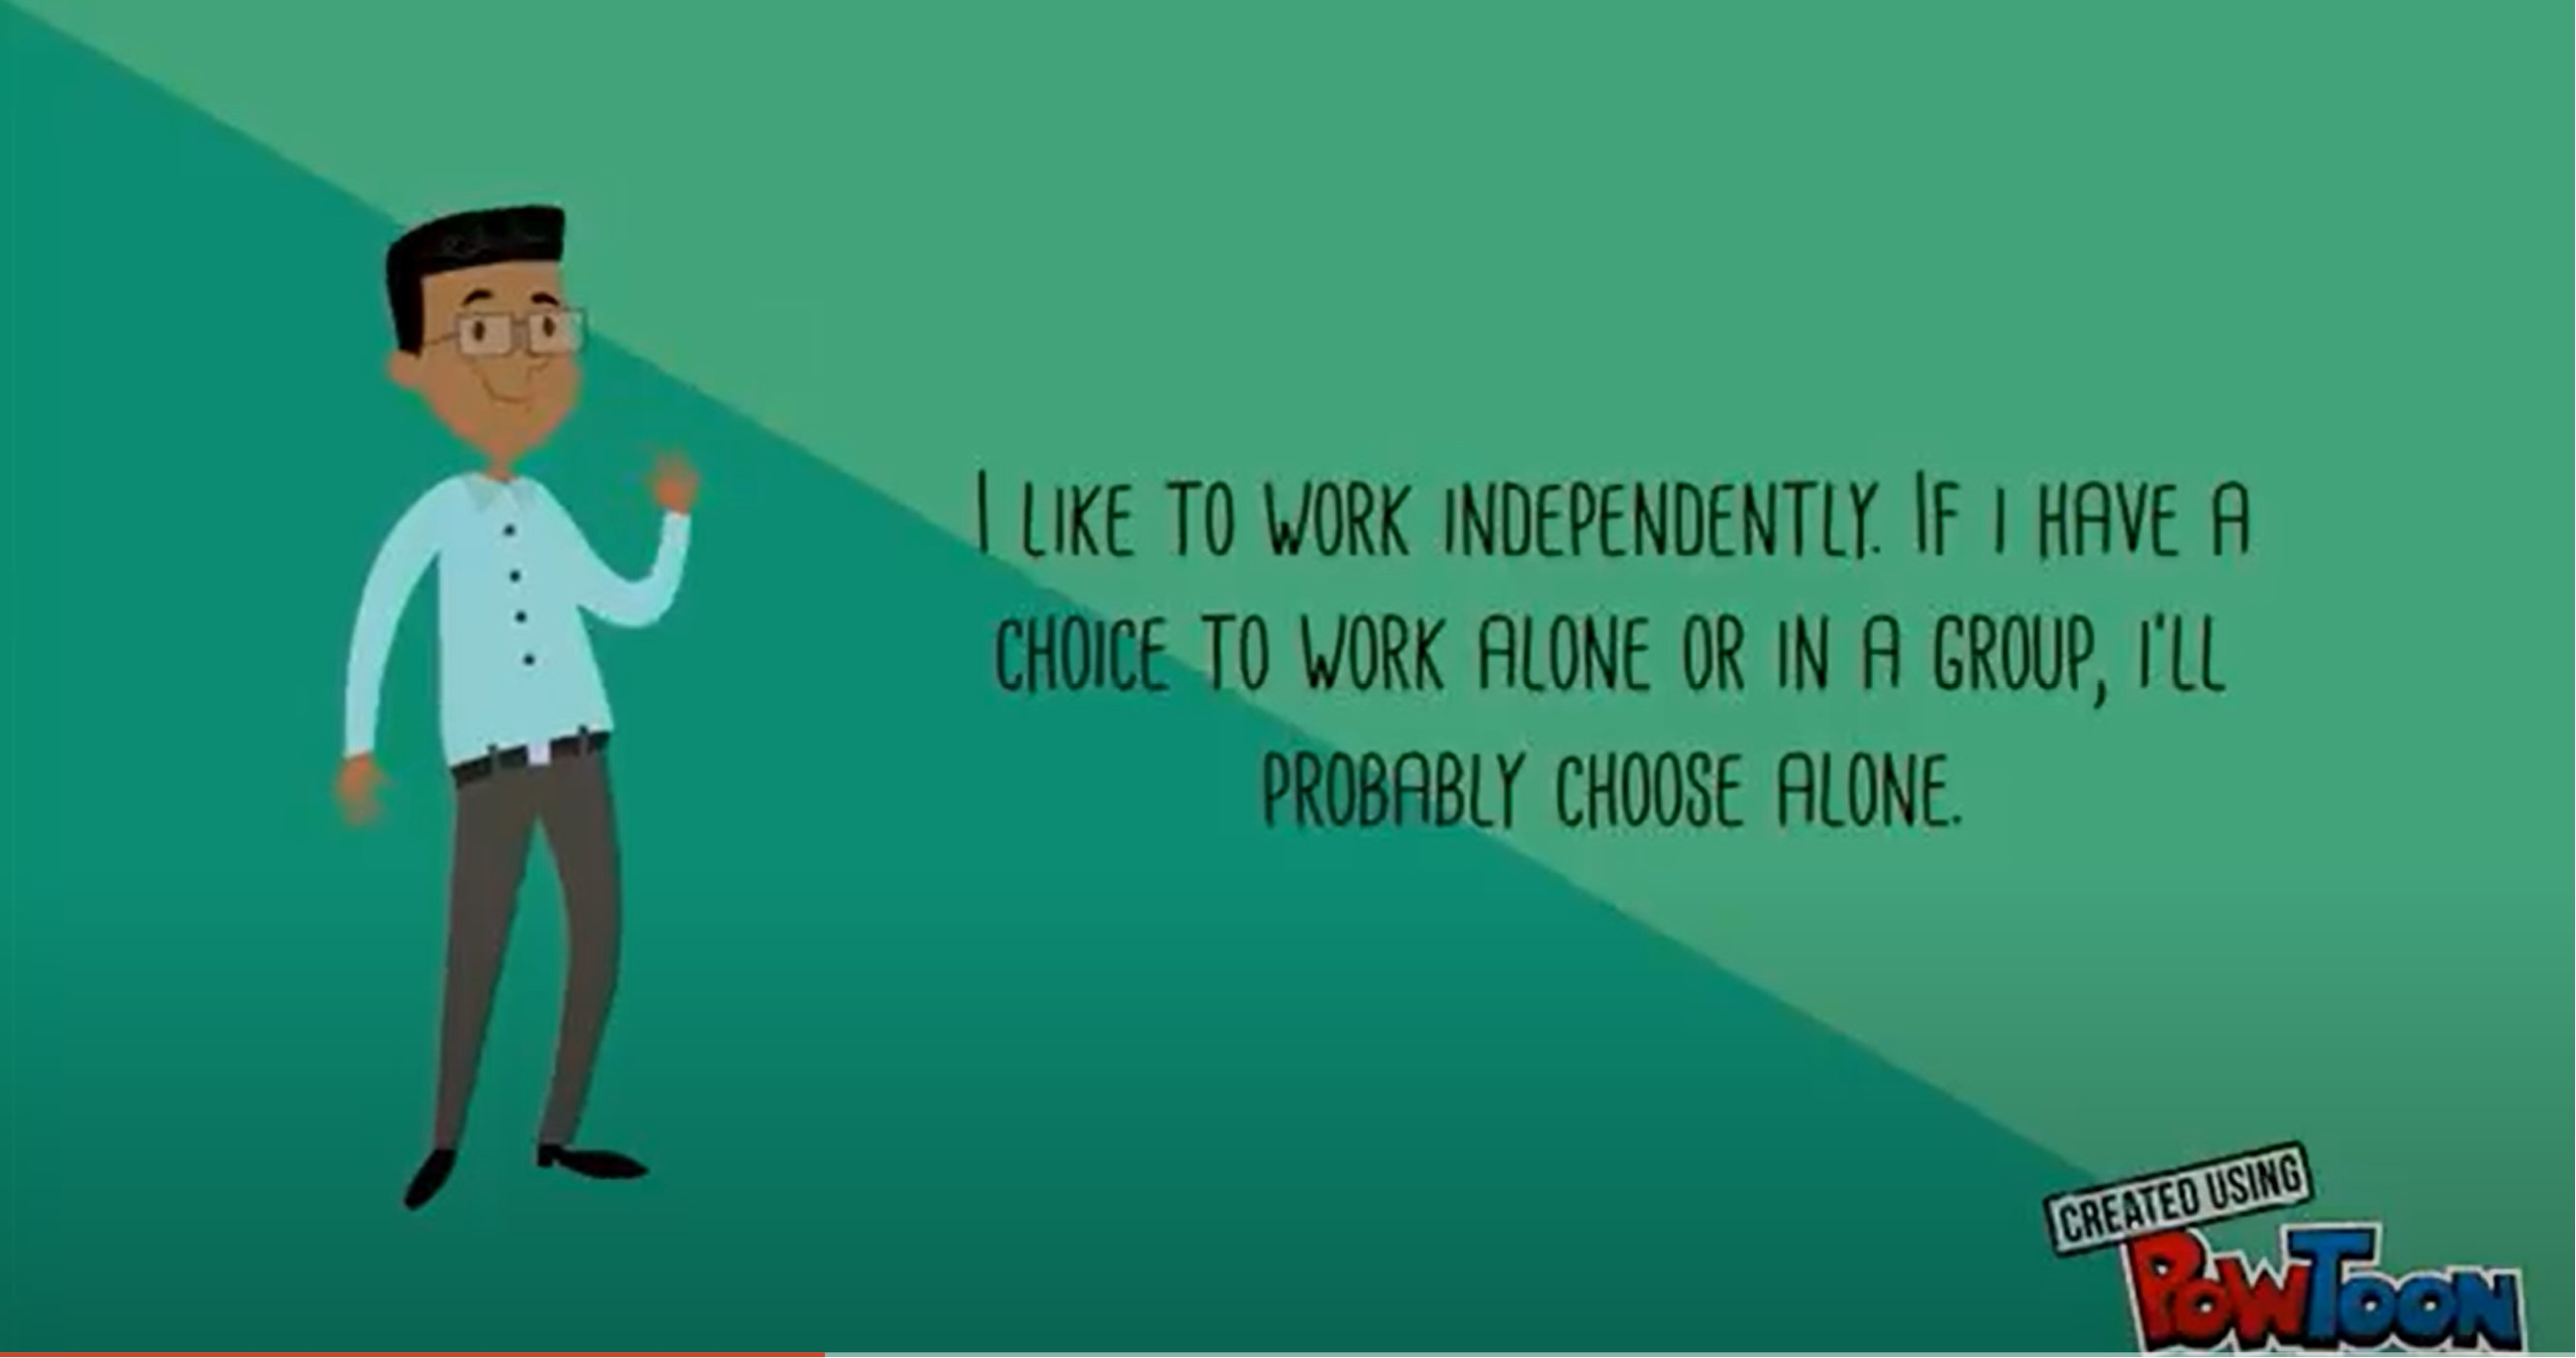 I LIKE TO WORK INDEPENDENTLY. IF I HAVE A
CHOICE TO WORK ALONE OR IN A GROUP, I'LL
PROBABLY CHOOSE ALONE.
CREATED USING
POWTOON